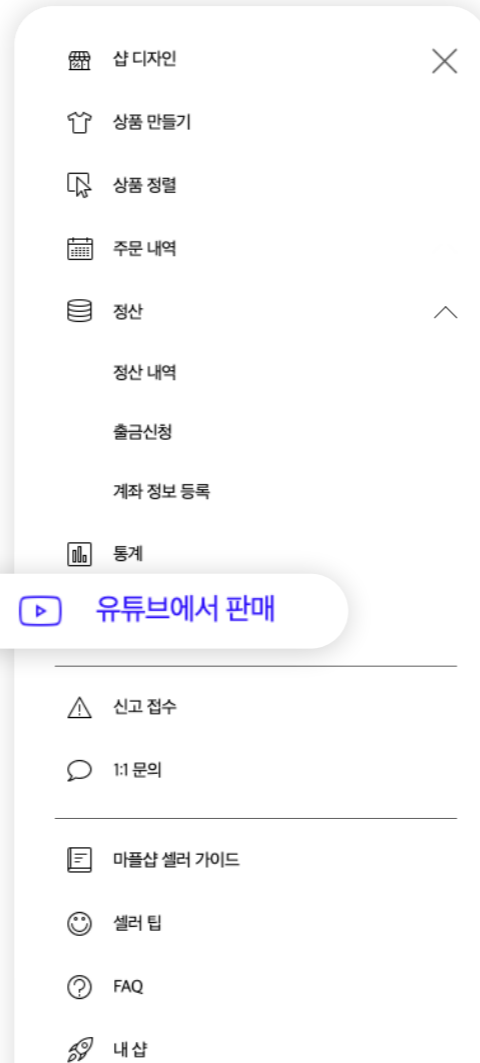 샵 디자인
상품 만들기
상품 정렬
주문 내역
정산
정산 내역
출금신청
계좌 정보 등록
통계
유튜브에서 판매
신고 접수
1:1 문의
마플샵 셀러 가이드
셀러 팁
FAQ
내 샵